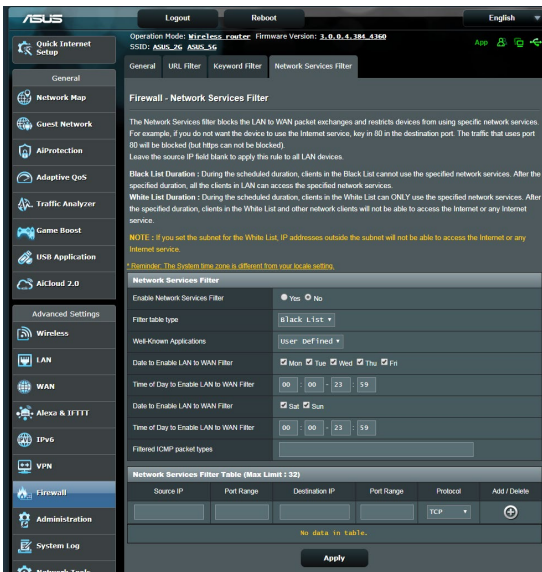 ASUS
Logout
Reboot
English
Operation Mode: Wireless router Firmware Version: 3.0.0.4.384_4360
SSID: ASUS_2G ASUS_5G
App
Quick Internet
Setup
General
Network Map
Guest Network
AiProtection
Adaptive QoS
Traffic Analyzer
Game Boost
USB Application
AiCloud 2.0
Advanced Settings
Wireless
LAN
WAN
Alexa & IFTTT
IPv6
VPN
Firewall
Administration
System Log
Network Tools
General
URL Filter
Keyword Filter
Network Services Filter
Firewall - Network Services Filter
The Network Services filter blocks the LAN to WAN packet exchanges and restricts devices from using specific network services.
For example, if you do not want the device to use the Internet service, key in 80 in the destination port. The traffic that uses port
80 will be blocked (but https can not be blocked).
Leave the source IP field blank to apply this rule to all LAN devices.
Black List Duration : During the scheduled duration, clients in the Black List cannot use the specified network services. After the
specified duration, all the clients in LAN can access the specified network services.
White List Duration : During the scheduled duration, clients in the White List can ONLY use the specified network services. After
the specified duration, clients in the White List and other network clients will not be able to access the Internet or any Internet
service.
NOTE : If you set the subnet for the White List, IP addresses outside the subnet will not be able to access the Internet or any
Internet service.
* Reminder: The System time zone is different from your locale setting.
Network Services Filter
Enable Network Services Filter
Yes No
Filter table type
Black List
Well-Known Applications
User Defined
Date to Enable LAN to WAN Filter
Mon Tue Wed Thu Fri
Time of Day to Enable LAN to WAN Filter
00 : 00 - 23 : 59
Date to Enable LAN to WAN Filter
Sat Sun
Time of Day to Enable LAN to WAN Filter
00 : 00 - 23 : 59
Filtered ICMP packet types
Network Services Filter Table (Max Limit : 32)
Source IP Port Range Destination IP Port Range Protocol Add / Delete
TCP
No data in table.
Apply